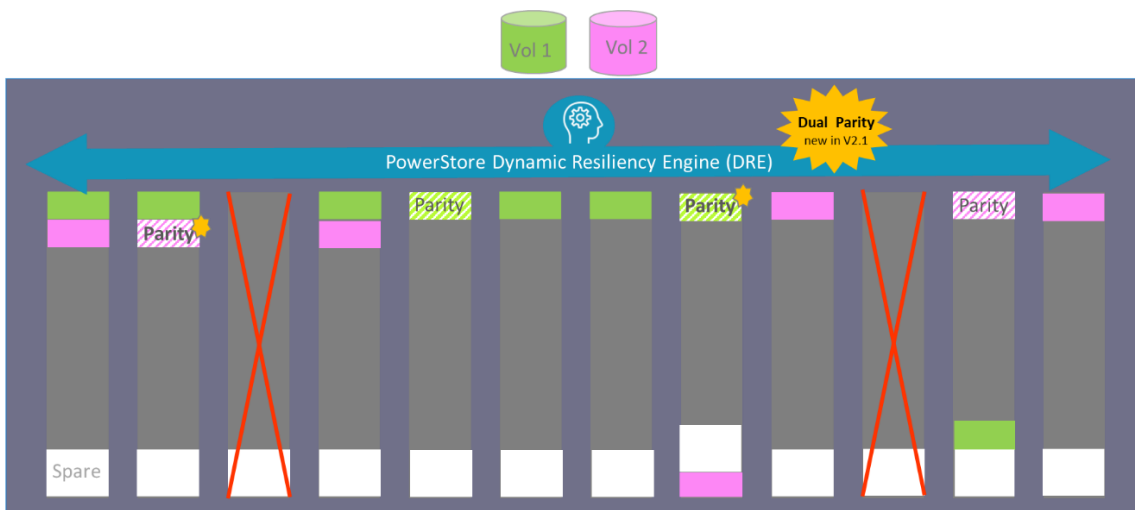 Vol 1
Vol 2
Dual Parity
new in V2.1
PowerStore Dynamic Resiliency Engine (DRE)
Parity
Parity
Parity
Parity
Spare